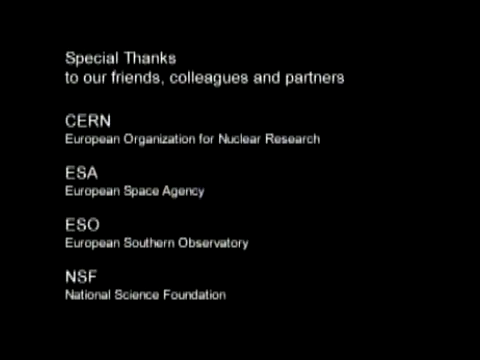 Special Thanks
to our friends, colleagues and partners
CERN
European Organization for Nuclear Research
ESA
European Space Agency
ESO
European Southern Observatory
NSF
National Science Foundation